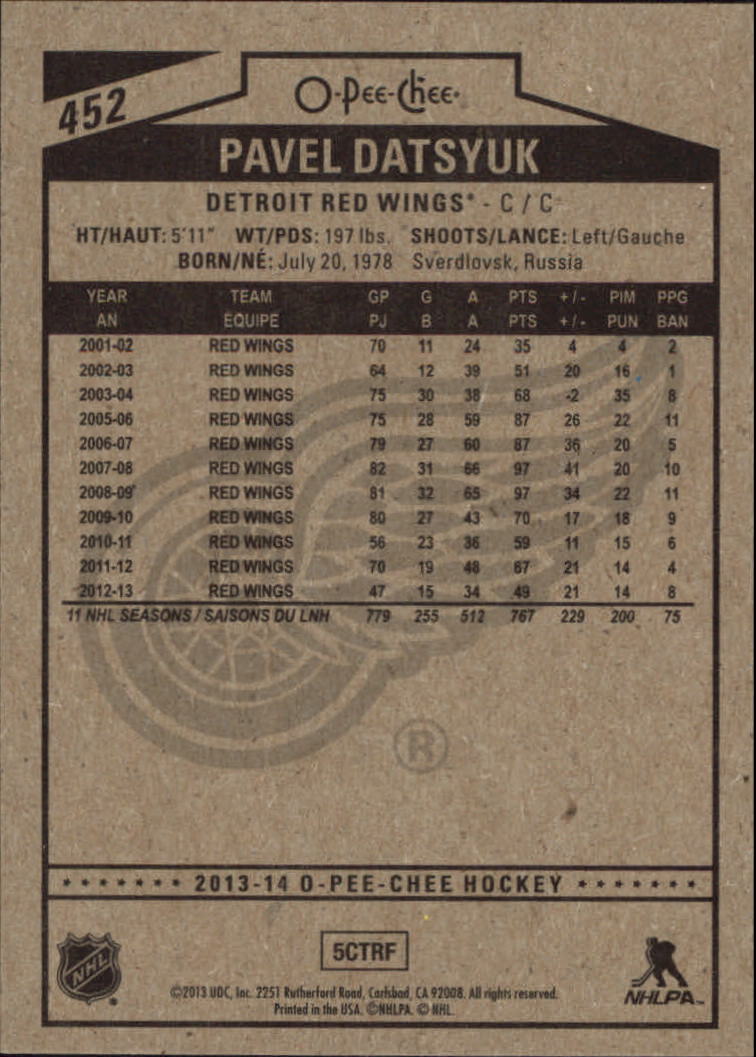 452
O-Pee-Chee
PAVEL DATSYUK
DETROIT RED WINGS® - C / C
HT/HAUT: 5'11" WT/PDS: 197 lbs. SHOOTS/LANCE: Left/Gauche
BORN/NÉ: July 20, 1978 Sverdlovsk, Russia
YEAR TEAM GP G A PTS +/- PIM PPG
AN EQUIPE PJ B A PTS +/- PUN BAN
2001-02 RED WINGS 70 11 24 35 4 4 2
2002-03 RED WINGS 64 12 39 51 20 16 1
2003-04 RED WINGS 75 30 38 68 -2 35 8
2005-06 RED WINGS 75 28 59 87 26 22 11
2006-07 RED WINGS 79 27 60 87 36 20 5
2007-08 RED WINGS 82 31 66 97 41 20 10
2008-09 RED WINGS 81 32 65 97 34 22 11
2009-10 RED WINGS 80 27 43 70 17 18 9
2010-11 RED WINGS 56 23 36 59 11 15 6
2011-12 RED WINGS 70 19 48 67 21 14 4
2012-13 RED WINGS 47 15 34 49 21 14 8
11 NHL SEASONS / SAISONS DU LNH 779 255 512 767 229 200 75
®
2013-14 O-PEE-CHEE HOCKEY
5CTRF
NHL
©2013 UDC, Inc. 2251 Rutherford Road, Carlsbad, CA 92008. All rights reserved.
Printed in the USA. ©NHLPA. © NHL.
NHLPA™